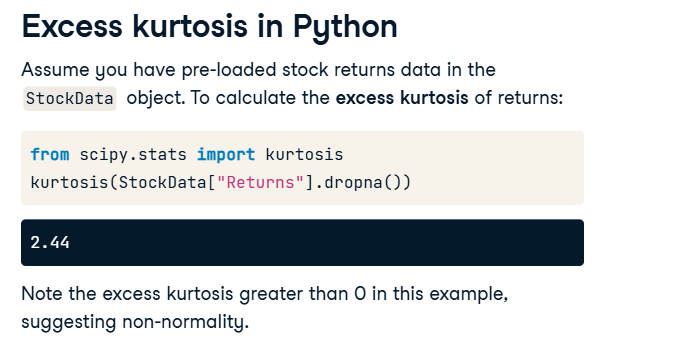 Excess kurtosis in Python
Assume you have pre-loaded stock returns data in the
StockData object. To calculate the excess kurtosis of returns:
from scipy.stats import kurtosis
kurtosis(StockData["Returns"].dropna())
2.44
Note the excess kurtosis greater than 0 in this example,
suggesting non-normality.